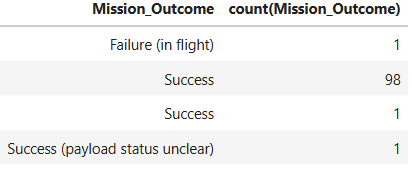 Mission_Outcome count(Mission_Outcome)
Failure (in flight) 1
Success 98
Success 1
Success (payload status unclear) 1